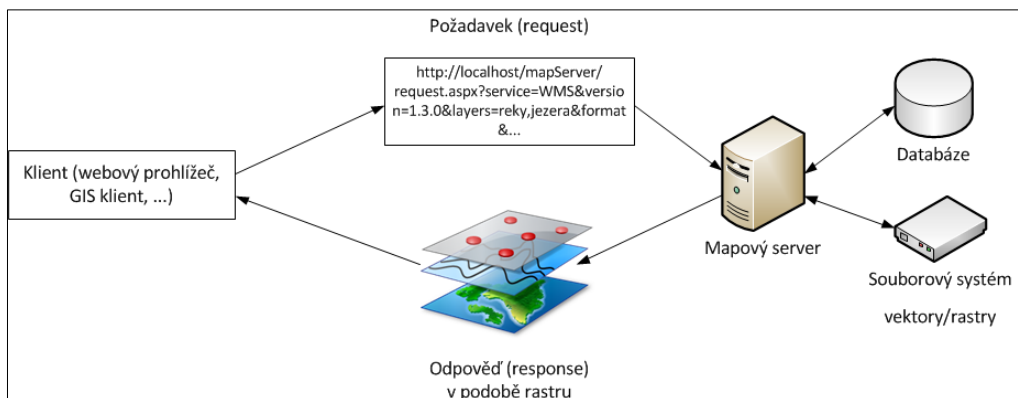 Požadavek (request)
http://localhost/mapServer/
request.aspx?service=WMS&versio
n=1.3.0&layers=reky,jezera&format
&...
Klient (webový prohlížeč,
GIS klient, ...)
Databáze
Mapový server
Souborový systém
vektory/rastry
Odpověď (response)
v podobě rastru